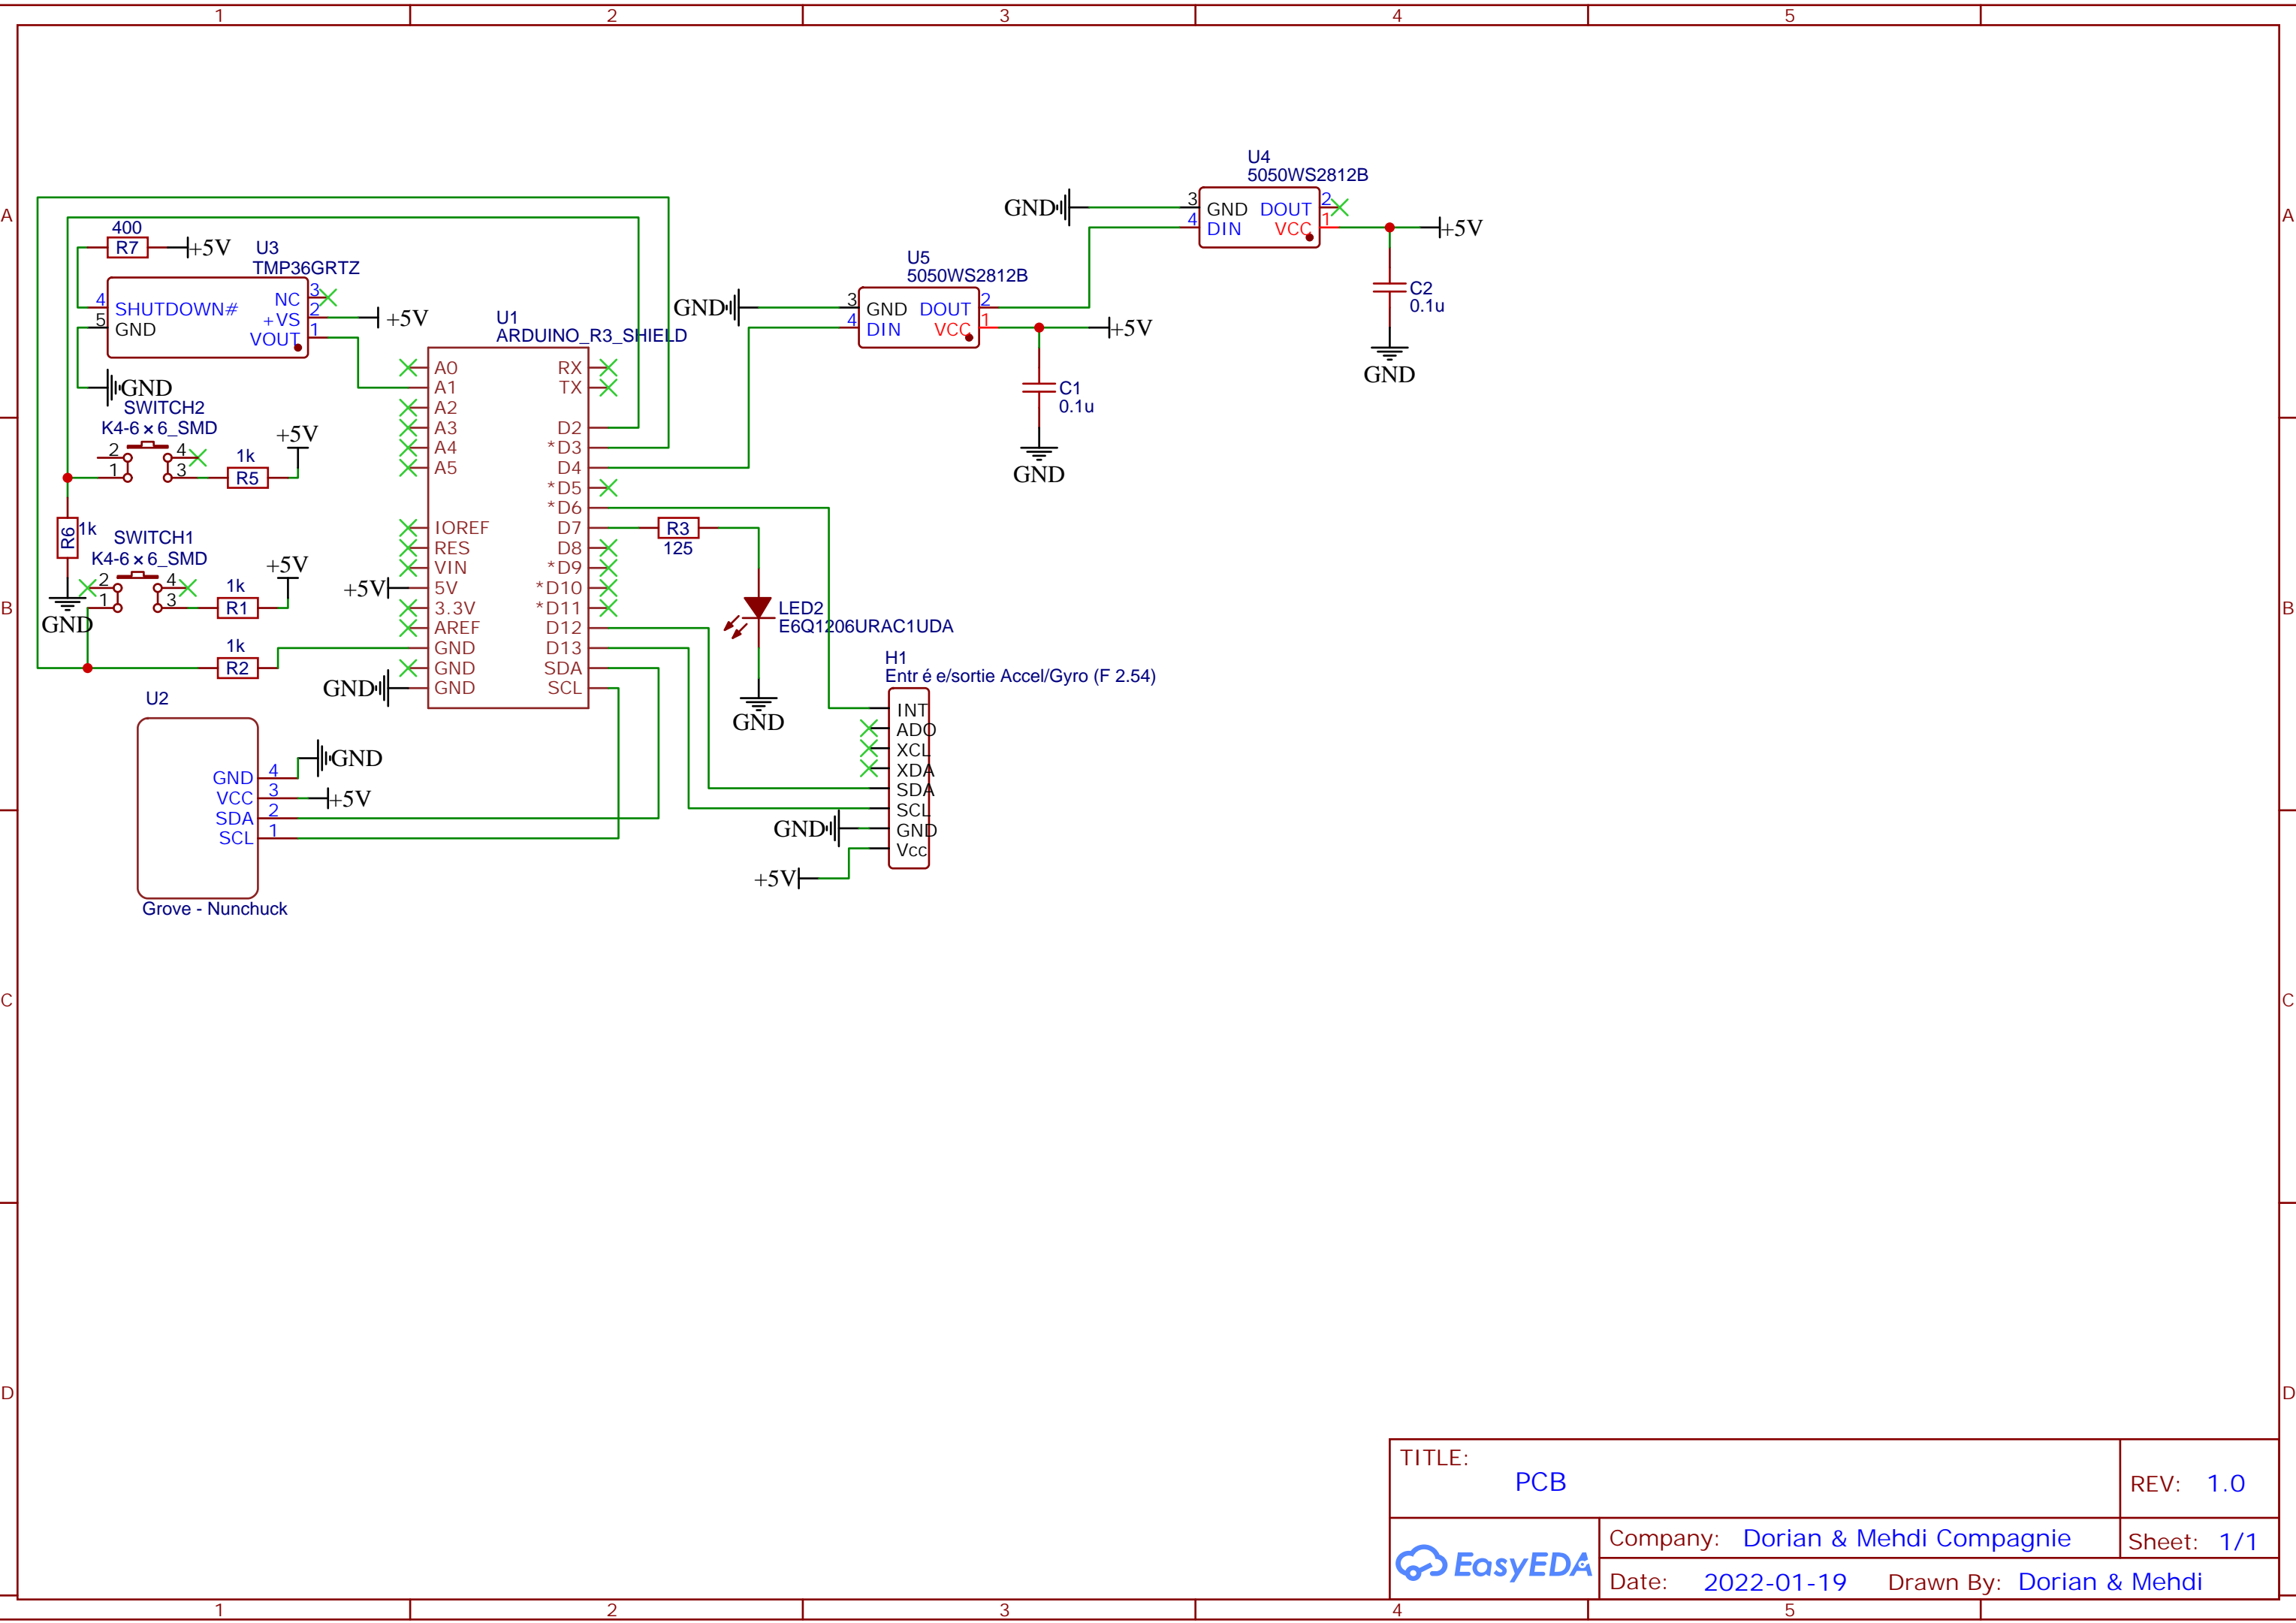 1 2 3 4 5
A A
B B
C C
D D
400
R7
+5V
U3
TMP36GRTZ
4 SHUTDOWN#
5 GND
NC 3
+VS 2
VOUT 1
+5V
GND
SWITCH2
K4-6×6_SMD
2 4
1 3
1k
R5
+5V
R6
1k
GND
SWITCH1
K4-6×6_SMD
2 4
1 3
1k
R1
+5V
1k
R2
U1
ARDUINO_R3_SHIELD
A0 RX
A1 TX
A2
A3 D2
A4 *D3
A5 D4
*D5
*D6
IOREF D7
RES D8
VIN *D9
5V *D10
3.3V *D11
AREF D12
GND D13
GND SDA
GND SCL
+5V
GND
R3
125
LED2
E6Q1206URAC1UDA
GND
U2
GND 4
VCC 3
SDA 2
SCL 1
GND
+5V
Grove - Nunchuck
H1
Entrée/sortie Accel/Gyro (F 2.54)
INT
ADO
XCL
XDA
SDA
SCL
GND
Vcc
GND
+5V
U5
5050WS2812B
GND
3 GND DOUT 2
4 DIN VCC 1
+5V
C1
0.1u
GND
U4
5050WS2812B
GND
3 GND DOUT 2
4 DIN VCC 1
+5V
C2
0.1u
GND
TITLE:
PCB
REV: 1.0
EasyEDA
Company: Dorian & Mehdi Compagnie
Sheet: 1/1
Date: 2022-01-19
Drawn By: Dorian & Mehdi
1 2 3 4 5